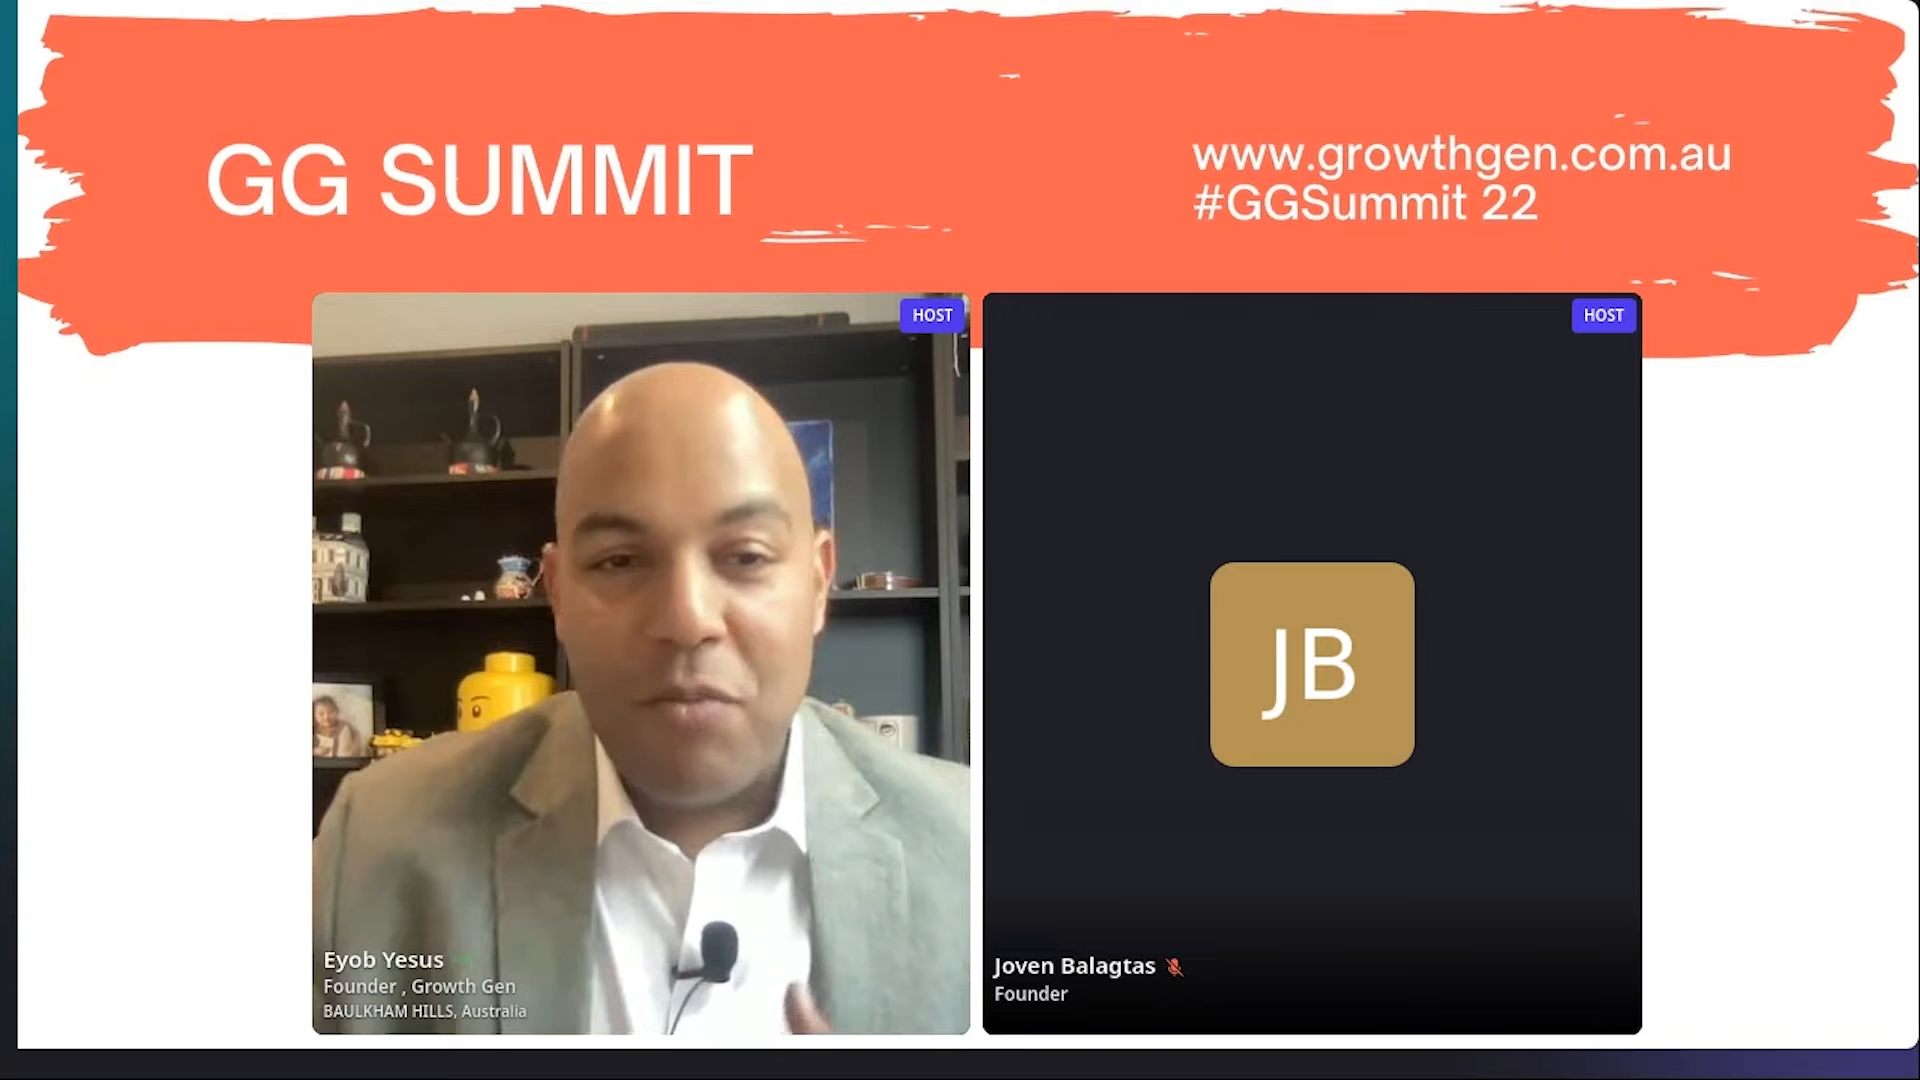 GG SUMMIT
www.growthgen.com.au
#GGSummit 22
HOST
HOST
JB
Eyob Yesus
Founder , Growth Gen
BAULKHAM HILLS, Australia
Joven Balagtas
Founder